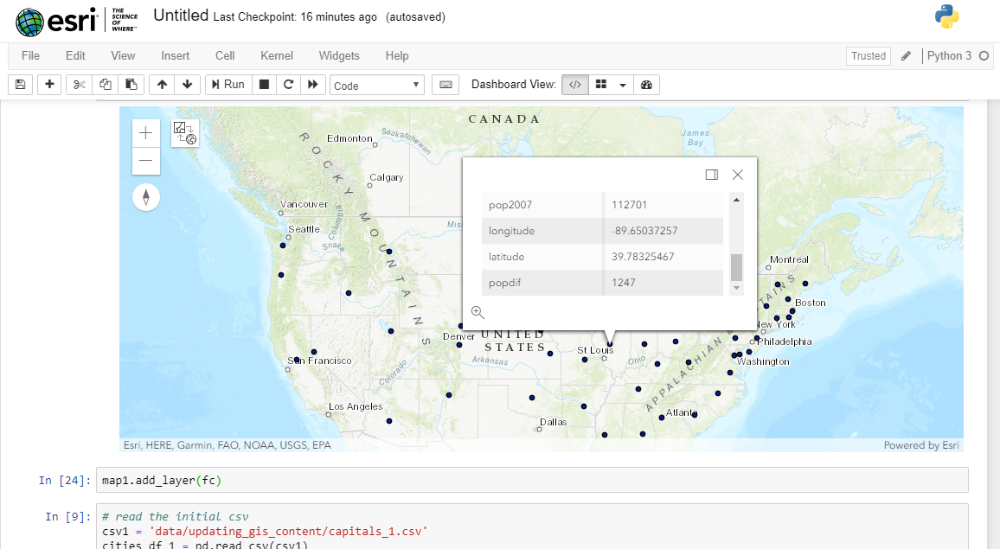 esri THE SCIENCE OF WHERE™ Untitled Last Checkpoint: 16 minutes ago (autosaved)
File Edit View Insert Cell Kernel Widgets Help Trusted Python 3
Run Code Dashboard View:
CANADA
James Bay
Edmonton
Saskatchewan
ROCKY MOUNTAINS
Calgary
Vancouver
Columbia
Seattle
Snake
Miss
pop2007 112701
longitude -89.65037257
latitude 39.78325467
popdif 1247
Montreal
Boston
New York
Philadelphia
Washington
APPALACHIAN MOUNTAINS
Denver
UNITED STATES
St Louis
Ohio
Arkansas
San Francisco
Colorado
Los Angeles
Dallas
Atlanta
Esri, HERE, Garmin, FAO, NOAA, USGS, EPA Powered by Esri
In [24]: map1.add_layer(fc)
In [9]: # read the initial csv
csv1 = 'data/updating_gis_content/capitals_1.csv'
cities_df_1 = pd.read_csv(csv1)